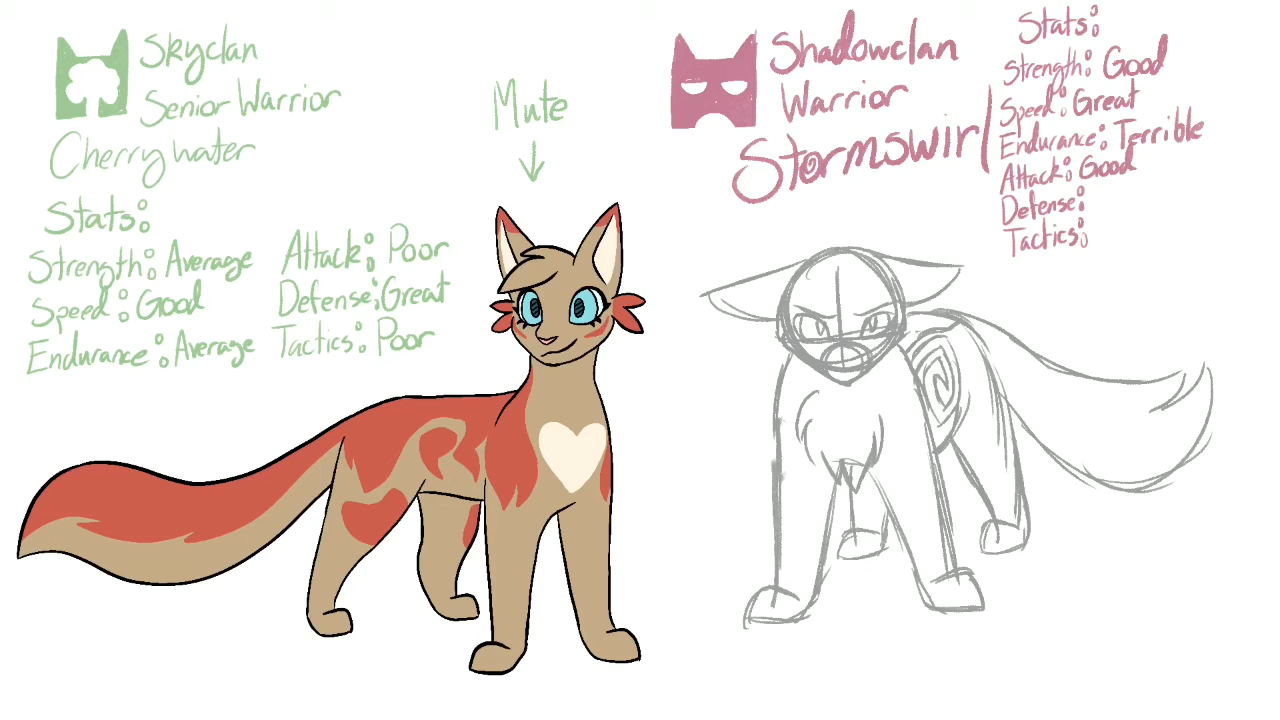 Skyclan
Senior Warrior
Cherrywater
Stats:
Strength: Average
Speed: Good
Endurance: Average
Attack: Poor
Defense: Great
Tactics: Poor
Mute
Shadowclan
Warrior
Stormswirl
Stats:
Strength: Good
Speed: Great
Endurance: Terrible
Attack: Good
Defense:
Tactics: